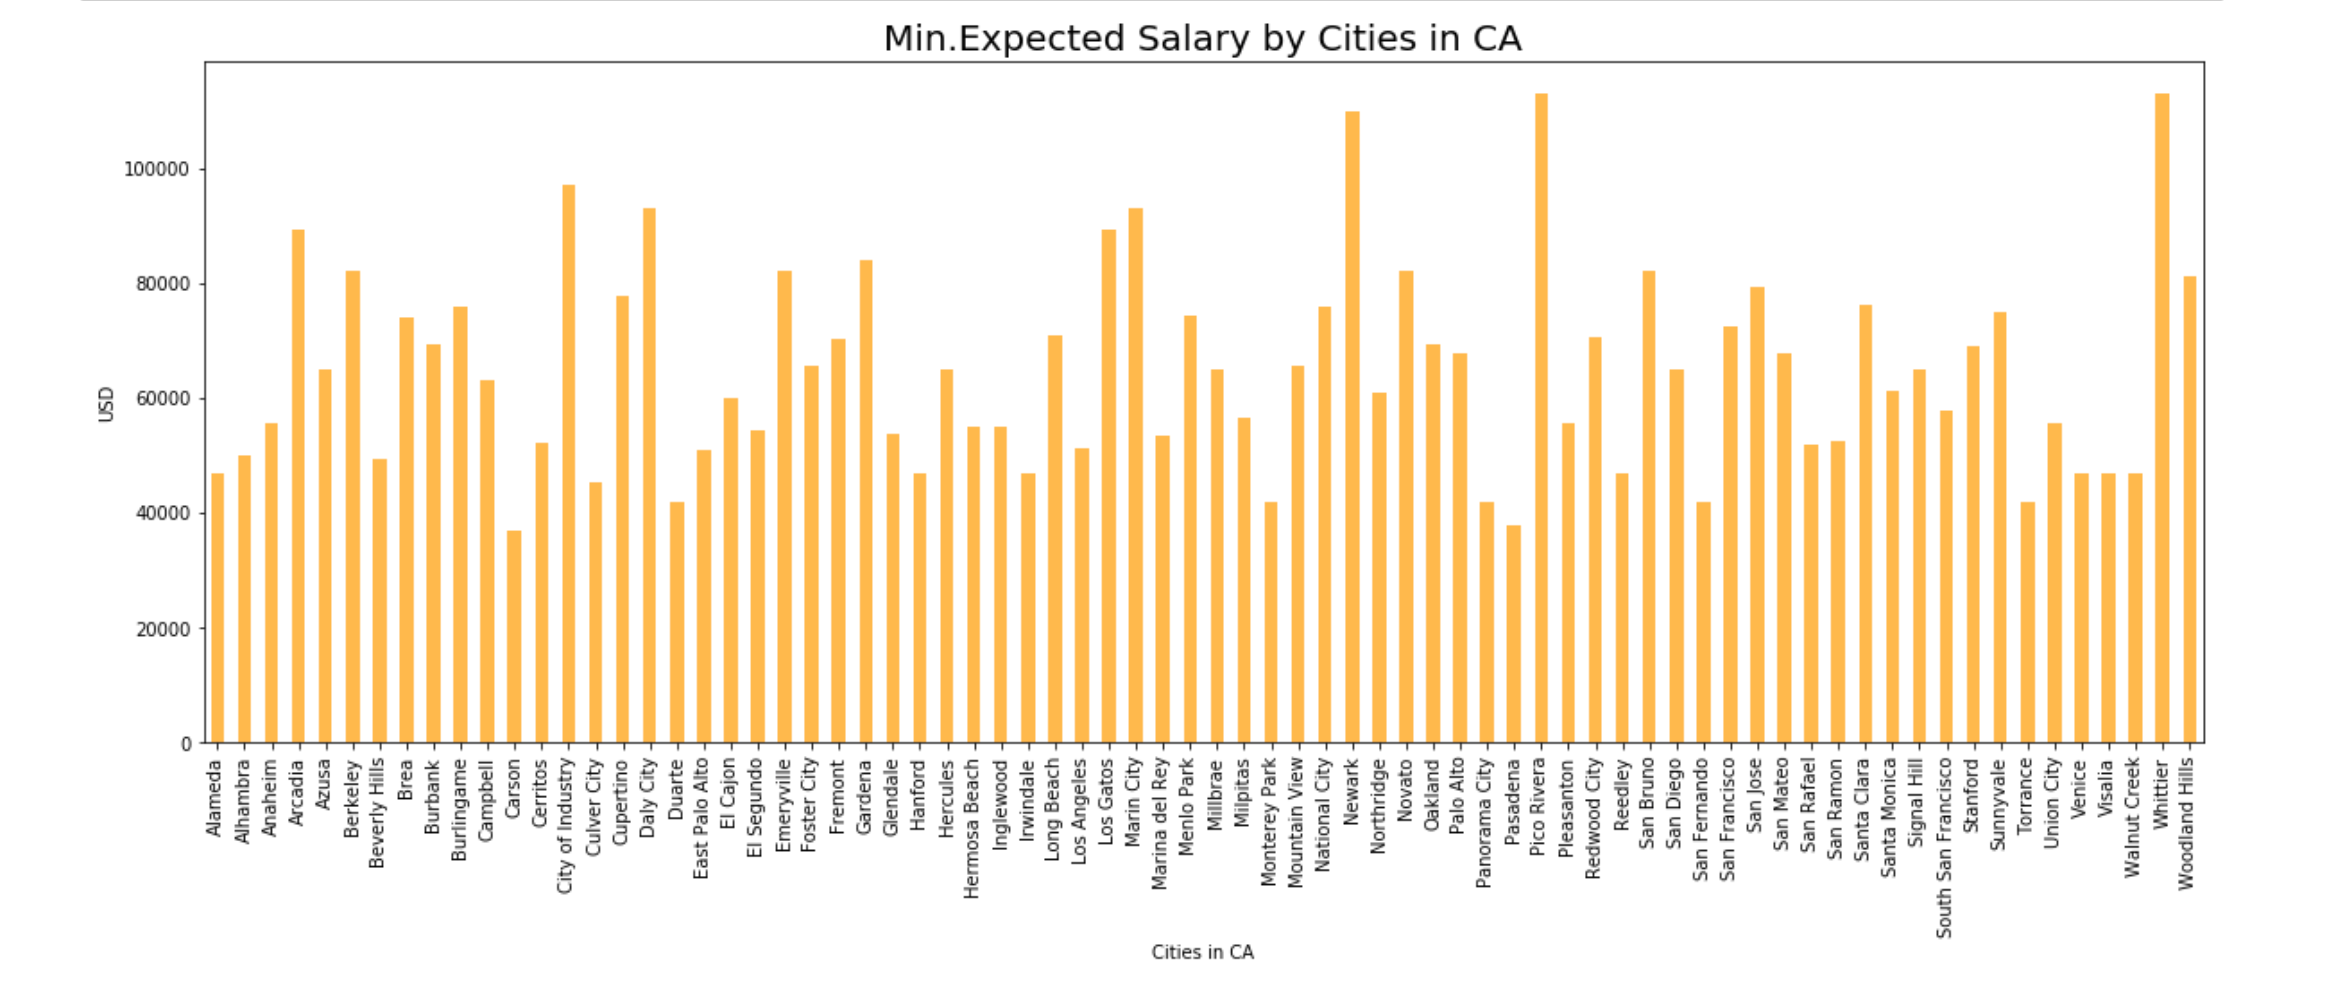 Min.Expected Salary by Cities in CA
100000
80000
60000
40000
20000
0
USD
Alameda
Alhambra
Anaheim
Arcadia
Azusa
Berkeley
Beverly Hills
Brea
Burbank
Burlingame
Campbell
Carson
Cerritos
City of Industry
Culver City
Cupertino
Daly City
Duarte
East Palo Alto
El Cajon
El Segundo
Emeryville
Foster City
Fremont
Gardena
Glendale
Hanford
Hercules
Hermosa Beach
Inglewood
Irwindale
Long Beach
Los Angeles
Los Gatos
Marin City
Marina del Rey
Menlo Park
Millbrae
Milpitas
Monterey Park
Mountain View
National City
Newark
Northridge
Novato
Oakland
Palo Alto
Panorama City
Pasadena
Pico Rivera
Pleasanton
Redwood City
Reedley
San Bruno
San Diego
San Fernando
San Francisco
San Jose
San Mateo
San Rafael
San Ramon
Santa Clara
Santa Monica
Signal Hill
South San Francisco
Stanford
Sunnyvale
Torrance
Union City
Venice
Visalia
Walnut Creek
Whittier
Woodland Hills
Cities in CA